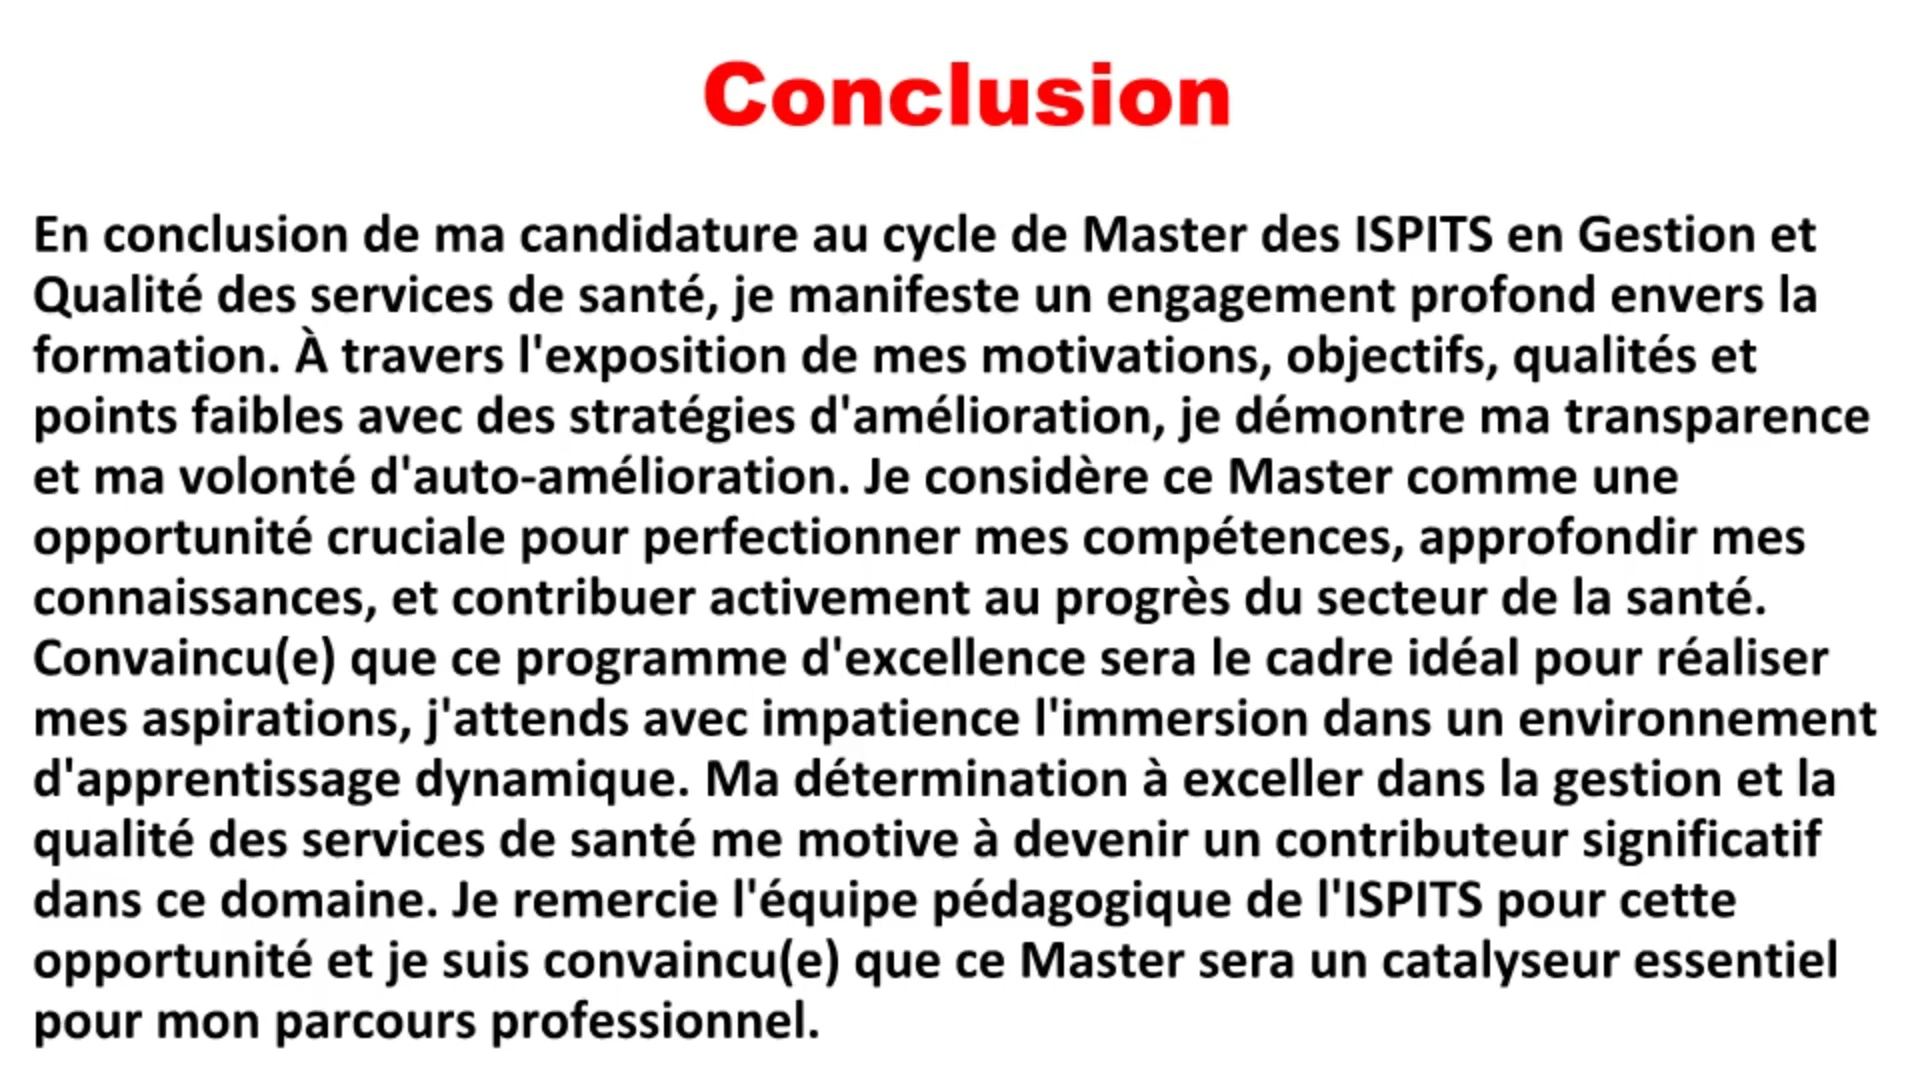 Conclusion
En conclusion de ma candidature au cycle de Master des ISPITS en Gestion et
Qualité des services de santé, je manifeste un engagement profond envers la
formation. À travers l'exposition de mes motivations, objectifs, qualités et
points faibles avec des stratégies d'amélioration, je démontre ma transparence
et ma volonté d'auto-amélioration. Je considère ce Master comme une
opportunité cruciale pour perfectionner mes compétences, approfondir mes
connaissances, et contribuer activement au progrès du secteur de la santé.
Convaincu(e) que ce programme d'excellence sera le cadre idéal pour réaliser
mes aspirations, j'attends avec impatience l'immersion dans un environnement
d'apprentissage dynamique. Ma détermination à exceller dans la gestion et la
qualité des services de santé me motive à devenir un contributeur significatif
dans ce domaine. Je remercie l'équipe pédagogique de l'ISPITS pour cette
opportunité et je suis convaincu(e) que ce Master sera un catalyseur essentiel
pour mon parcours professionnel.